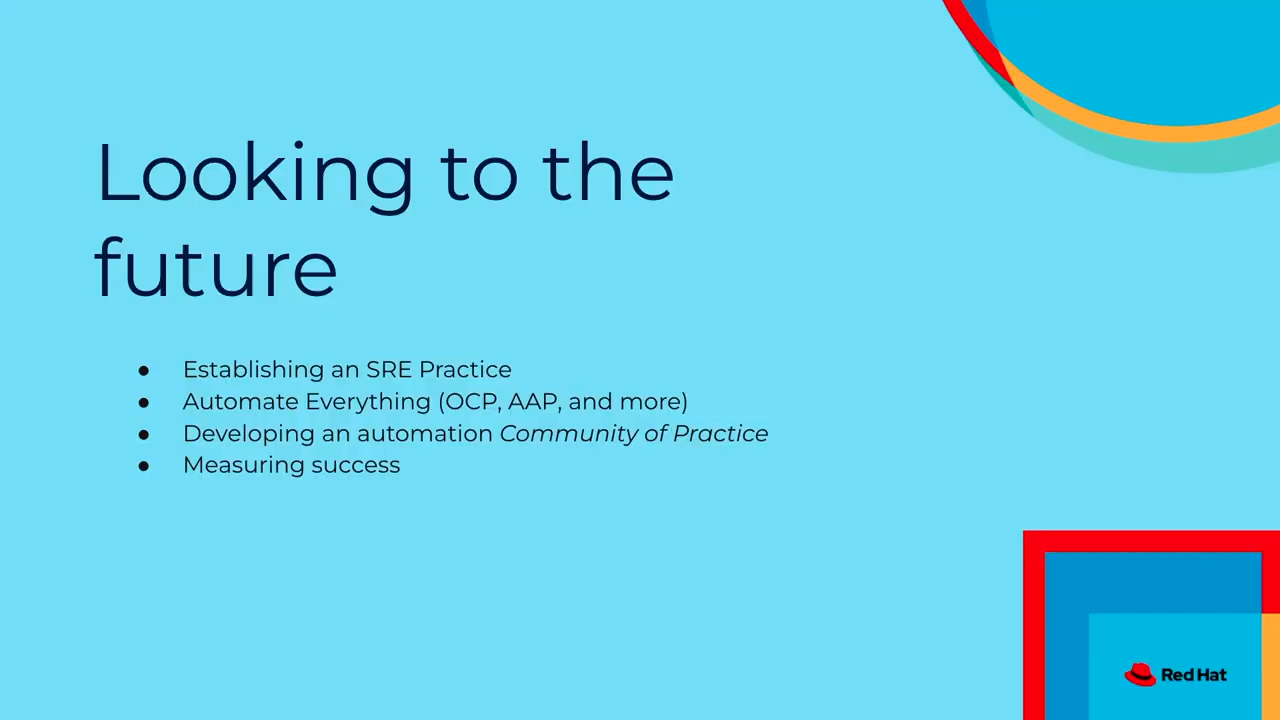 Looking to the
future
● Establishing an SRE Practice
● Automate Everything (OCP, AAP, and more)
● Developing an automation Community of Practice
● Measuring success
Red Hat